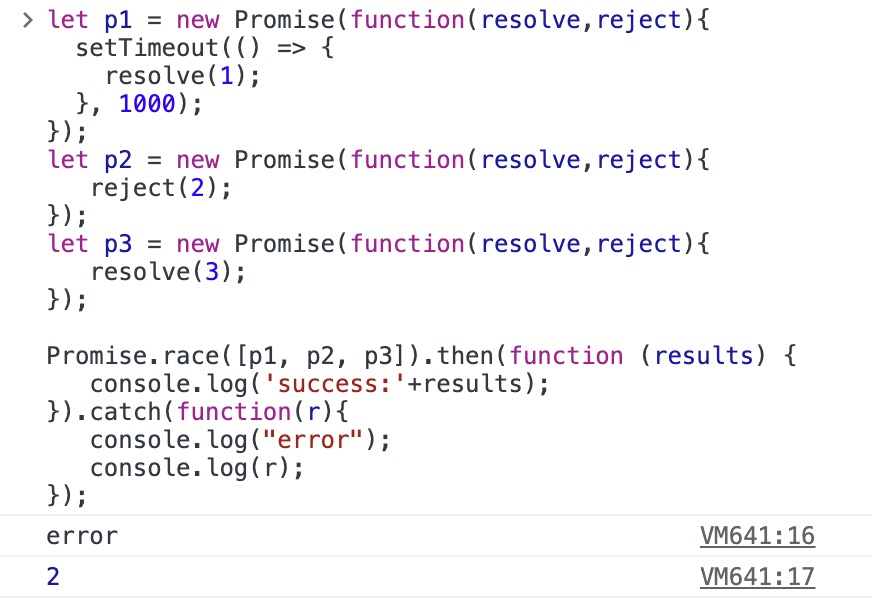 > let p1 = new Promise(function(resolve,reject){
  setTimeout(() => {
    resolve(1);
  }, 1000);
});
let p2 = new Promise(function(resolve,reject){
   reject(2);
});
let p3 = new Promise(function(resolve,reject){
   resolve(3);
});

Promise.race([p1, p2, p3]).then(function (results) {
   console.log('success:'+results);
}).catch(function(r){
   console.log("error");
   console.log(r);
});
error VM641:16
2 VM641:17